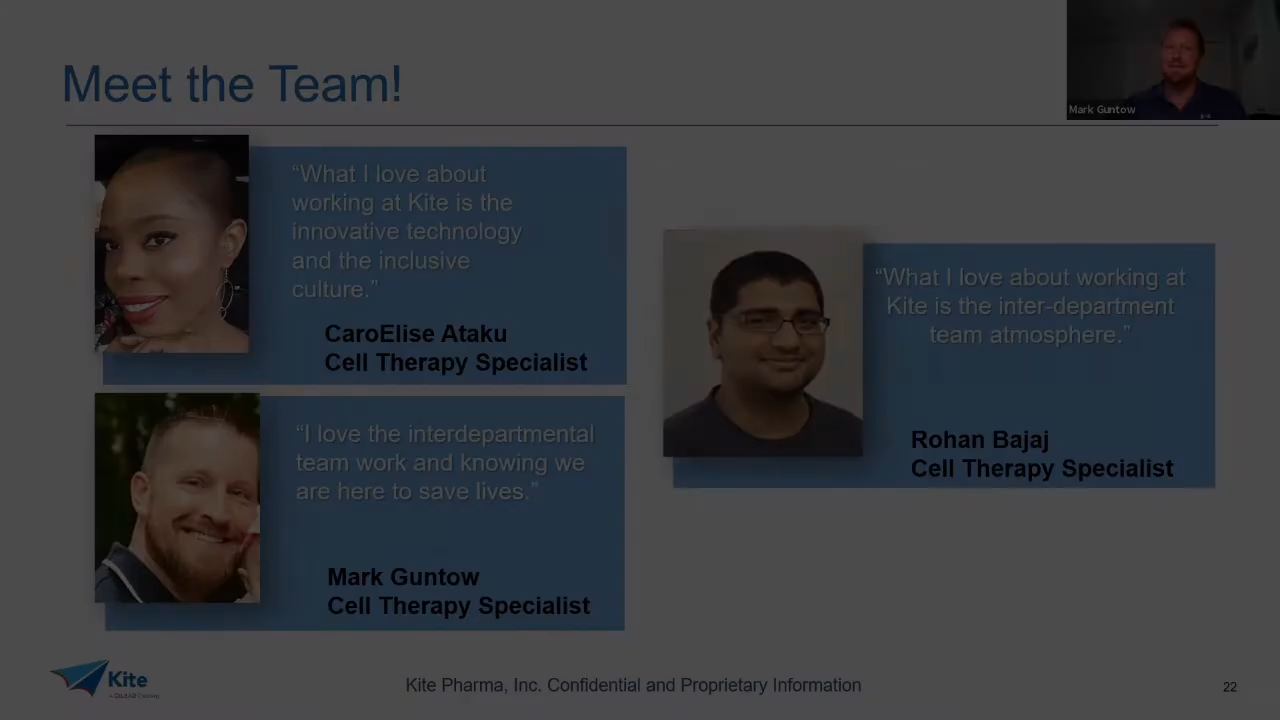 Meet the Team!
Mark Guntow
“What I love about
working at Kite is the
innovative technology
and the inclusive
culture.”
CaroElise Ataku
Cell Therapy Specialist
“I love the interdepartmental
team work and knowing we
are here to save lives.”
Mark Guntow
Cell Therapy Specialist
“What I love about working at
Kite is the inter-department
team atmosphere.”
Rohan Bajaj
Cell Therapy Specialist
Kite
A GILEAD Company
Kite Pharma, Inc. Confidential and Proprietary Information
22